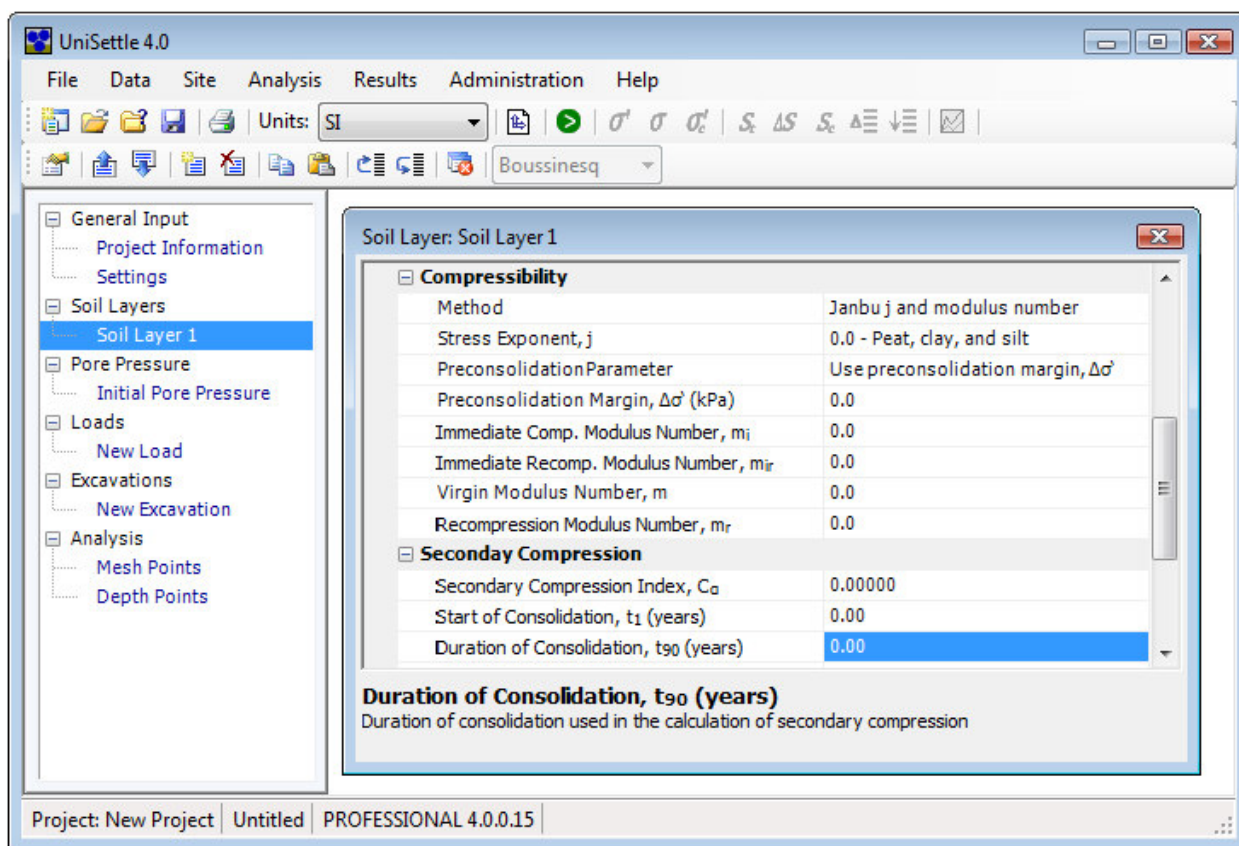 UniSettle 4.0
File Data Site Analysis Results Administration Help
Units: SI σ' σ σ'c Sc ΔS Sc
Boussinesq
General Input
Project Information
Settings
Soil Layers
Soil Layer 1
Pore Pressure
Initial Pore Pressure
Loads
New Load
Excavations
New Excavation
Analysis
Mesh Points
Depth Points
Soil Layer: Soil Layer 1
Compressibility
Method Janbu j and modulus number
Stress Exponent, j 0.0 - Peat, clay, and silt
Preconsolidation Parameter Use preconsolidation margin, Δσ'
Preconsolidation Margin, Δσ' (kPa) 0.0
Immediate Comp. Modulus Number, mi 0.0
Immediate Recomp. Modulus Number, mir 0.0
Virgin Modulus Number, m 0.0
Recompression Modulus Number, mr 0.0
Seconday Compression
Secondary Compression Index, Cα 0.00000
Start of Consolidation, t1 (years) 0.00
Duration of Consolidation, t90 (years) 0.00
Duration of Consolidation, t90 (years)
Duration of consolidation used in the calculation of secondary compression
Project: New Project Untitled PROFESSIONAL 4.0.0.15